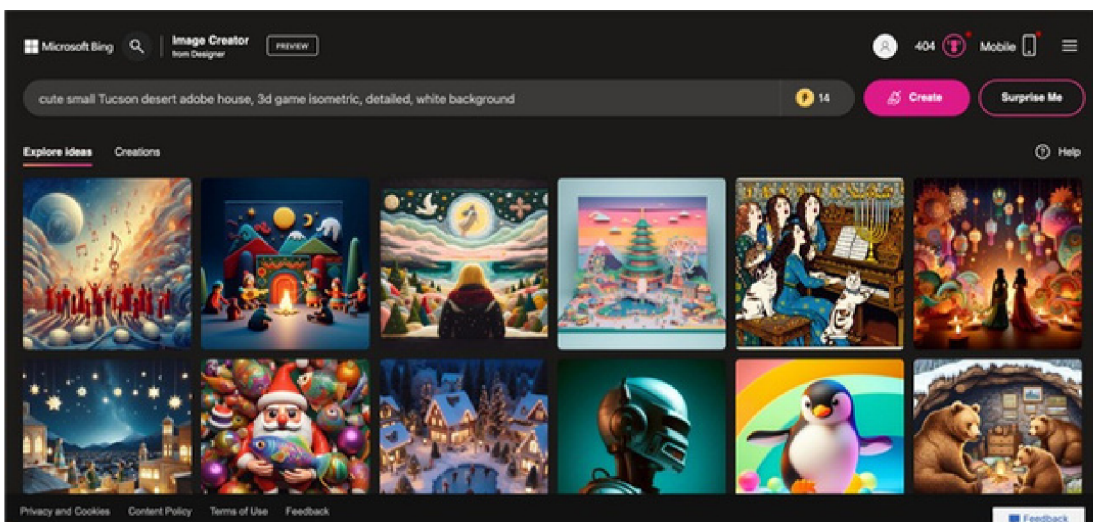 Microsoft Bing
Image Creator
from Designer
PREVIEW
404
Mobile
cute small Tucson desert adobe house, 3d game isometric, detailed, white background
14
Create
Surprise Me
Explore ideas
Creations
Help
Privacy and Cookies
Content Policy
Terms of Use
Feedback
Feedback